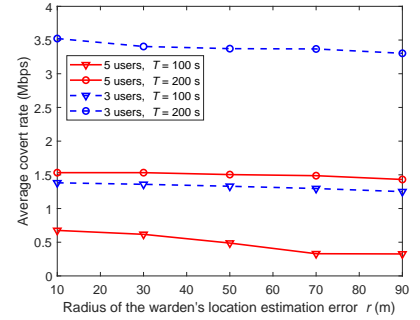 4
3.5
3
2.5
2
1.5
1
0.5
0
Average covert rate (Mbps)
5 users, T = 100 s
5 users, T = 200 s
3 users, T = 100 s
3 users, T = 200 s
10 20 30 40 50 60 70 80 90
Radius of the warden's location estimation error r (m)